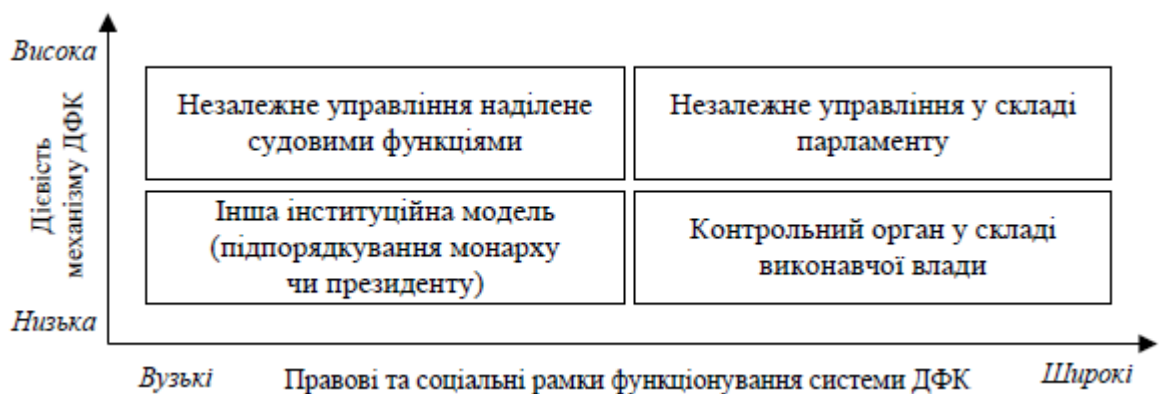 Висока
Незалежне управління наділене
судовими функціями
Незалежне управління у складі
парламенту
Дієвість
механізму ДФК
Інша інституційна модель
(підпорядкування монарху
чи президенту)
Контрольний орган у складі
виконавчої влади
Низька
Вузькі
Правові та соціальні рамки функціонування системи ДФК
Широкі